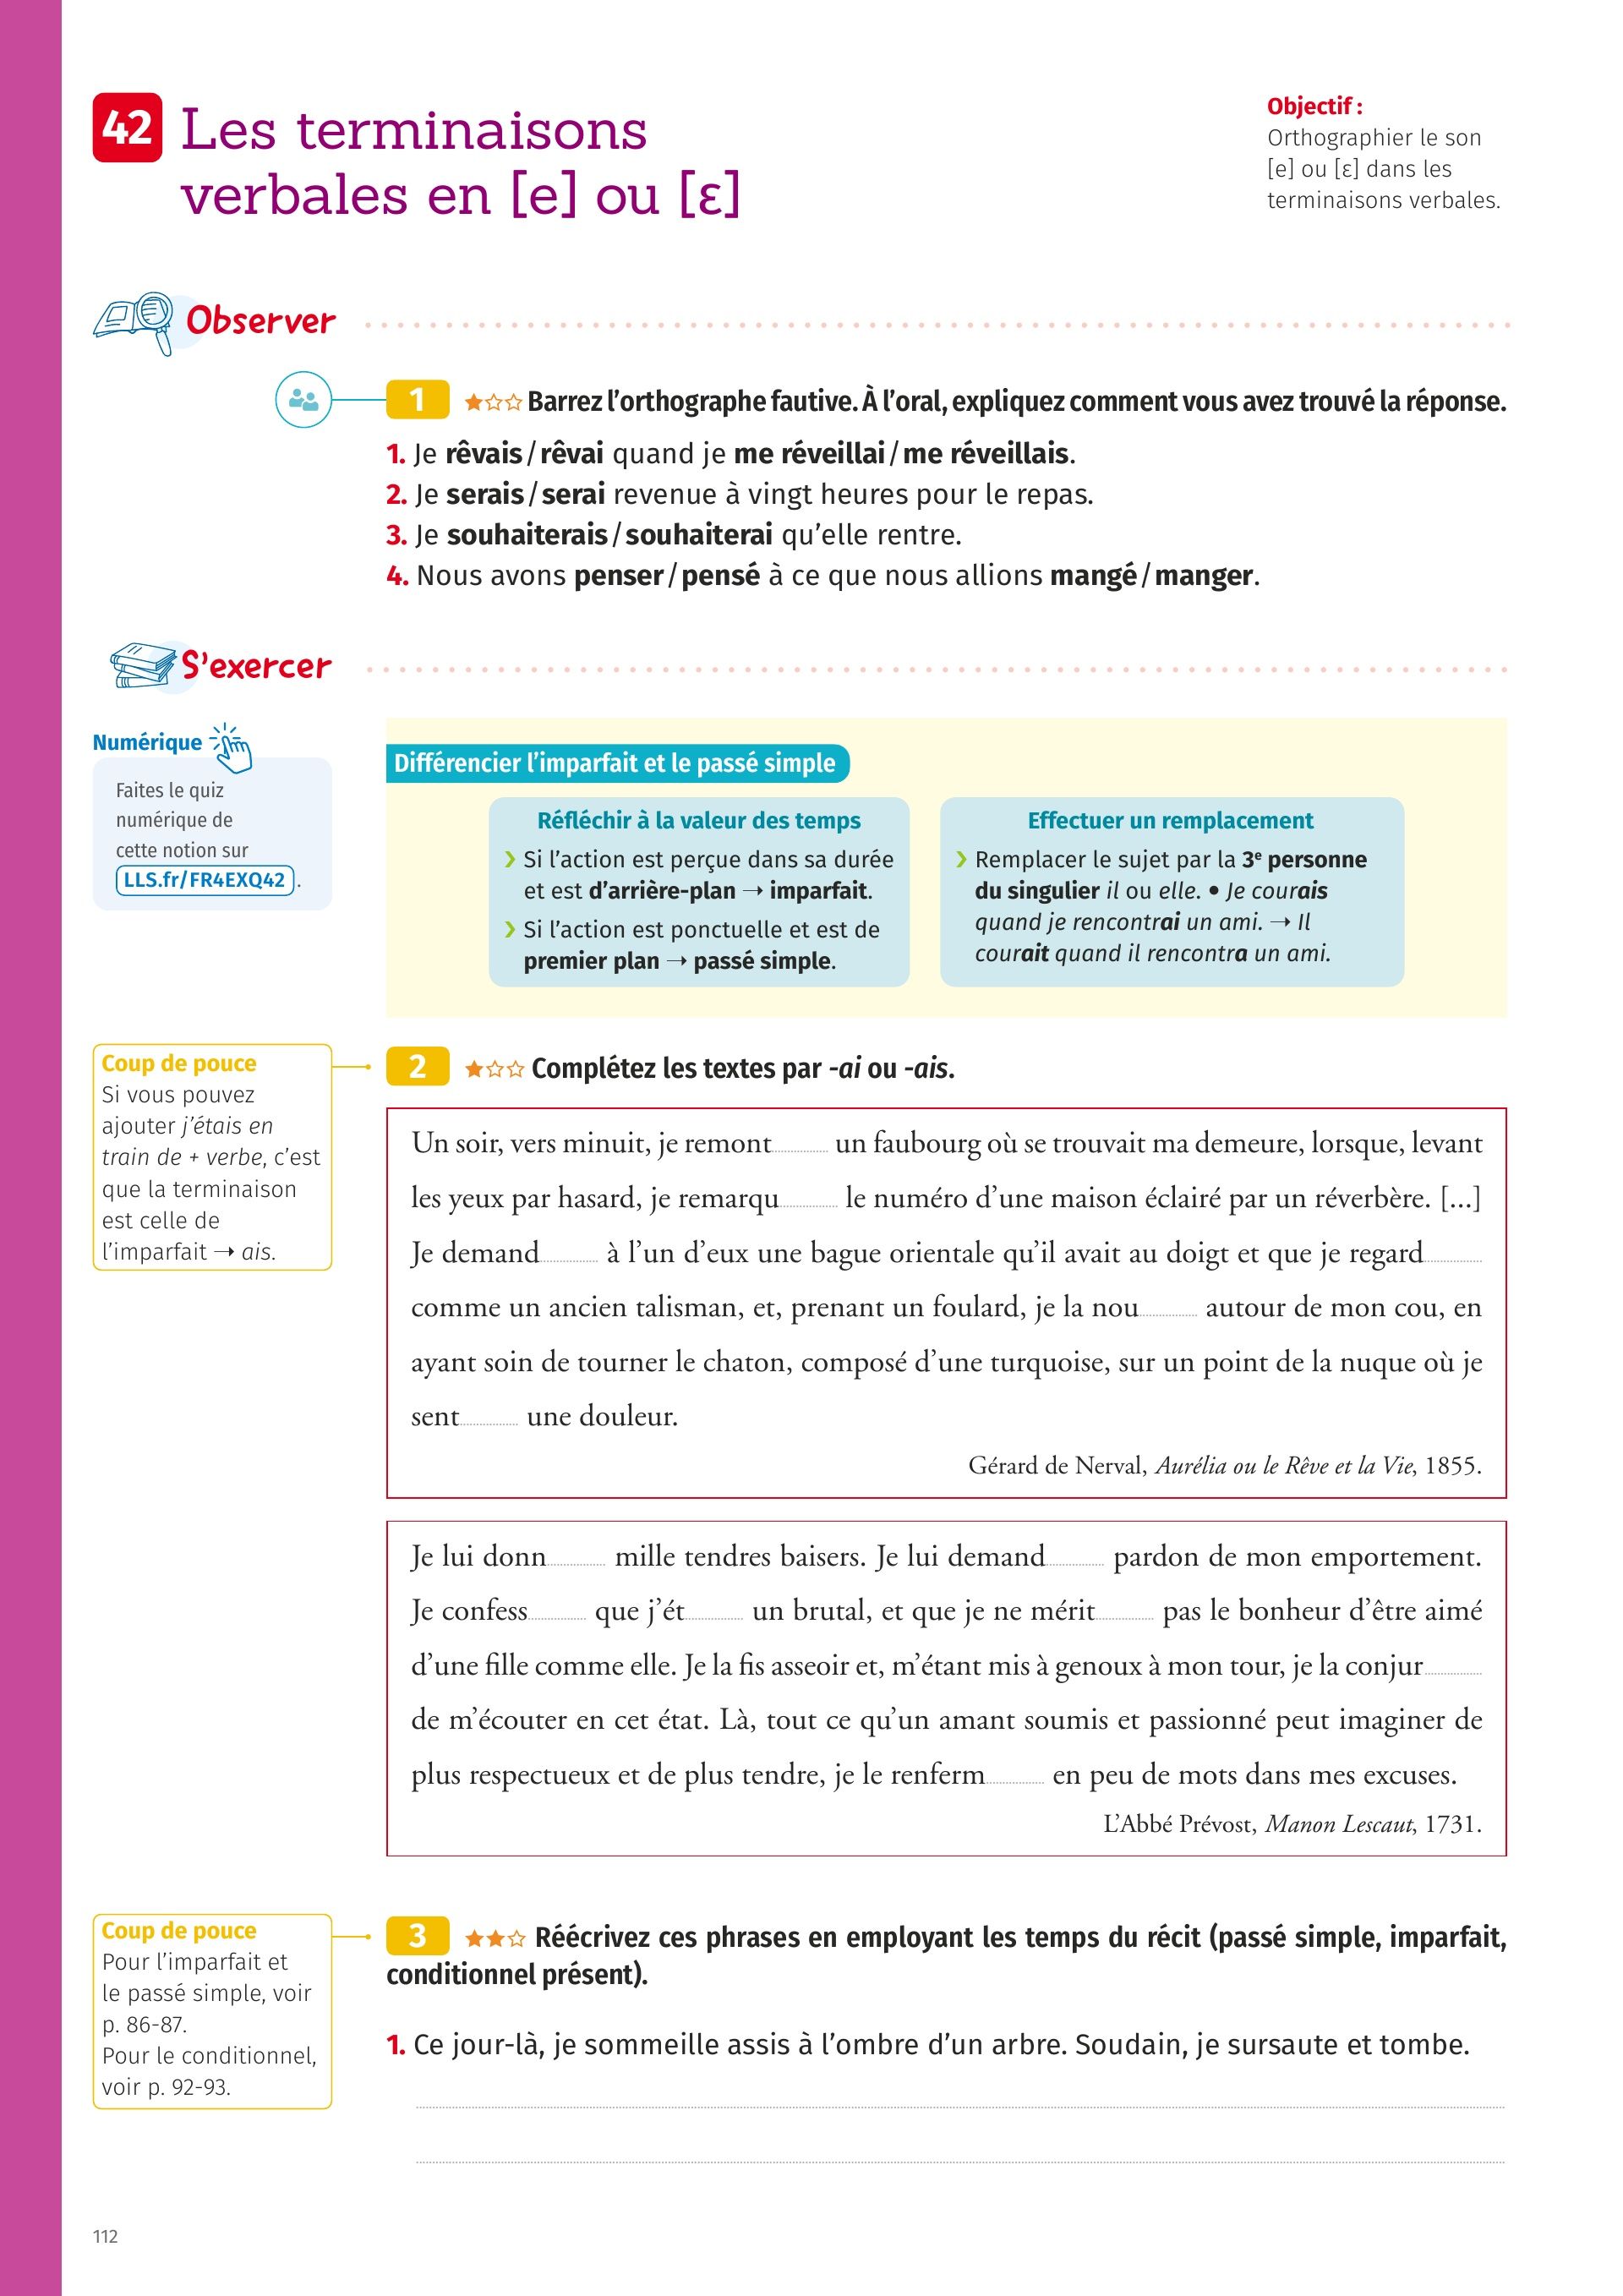 42 Les terminaisons
verbales en [e] ou [ε]
Objectif :
Orthographier le son
[e] ou [ε] dans les
terminaisons verbales.
Observer
1 Barrez l’orthographe fautive. À l’oral, expliquez comment vous avez trouvé la réponse.
1. Je rêvais / rêvai quand je me réveillai / me réveillais.
2. Je serais / serai revenue à vingt heures pour le repas.
3. Je souhaiterais / souhaiterai qu’elle rentre.
4. Nous avons penser / pensé à ce que nous allions mangé / manger.
S’exercer
Numérique
Faites le quiz
numérique de
cette notion sur
LLS.fr/FR4EXQ42 .
Différencier l’imparfait et le passé simple
Réfléchir à la valeur des temps
› Si l’action est perçue dans sa durée
et est d’arrière-plan → imparfait.
› Si l’action est ponctuelle et est de
premier plan → passé simple.
Effectuer un remplacement
› Remplacer le sujet par la 3e personne
du singulier il ou elle. • Je courais
quand je rencontrai un ami. → Il
courait quand il rencontra un ami.
Coup de pouce
Si vous pouvez
ajouter j’étais en
train de + verbe, c’est
que la terminaison
est celle de
l’imparfait → ais.
2 Complétez les textes par -ai ou -ais.
Un soir, vers minuit, je remont........ un faubourg où se trouvait ma demeure, lorsque, levant
les yeux par hasard, je remarqu........ le numéro d’une maison éclairé par un réverbère. [...]
Je demand........ à l’un d’eux une bague orientale qu’il avait au doigt et que je regard........
comme un ancien talisman, et, prenant un foulard, je la nou........ autour de mon cou, en
ayant soin de tourner le chaton, composé d’une turquoise, sur un point de la nuque où je
sent........ une douleur.
Gérard de Nerval, Aurélia ou le Rêve et la Vie, 1855.
Je lui donn........ mille tendres baisers. Je lui demand........ pardon de mon emportement.
Je confess........ que j’ét........ un brutal, et que je ne mérit........ pas le bonheur d’être aimé
d’une fille comme elle. Je la fis asseoir et, m’étant mis à genoux à mon tour, je la conjur........
de m’écouter en cet état. Là, tout ce qu’un amant soumis et passionné peut imaginer de
plus respectueux et de plus tendre, je le renferm........ en peu de mots dans mes excuses.
L’Abbé Prévost, Manon Lescaut, 1731.
Coup de pouce
Pour l’imparfait et
le passé simple, voir
p. 86-87.
Pour le conditionnel,
voir p. 92-93.
3 Réécrivez ces phrases en employant les temps du récit (passé simple, imparfait,
conditionnel présent).
1. Ce jour-là, je sommeille assis à l’ombre d’un arbre. Soudain, je sursaute et tombe.
112